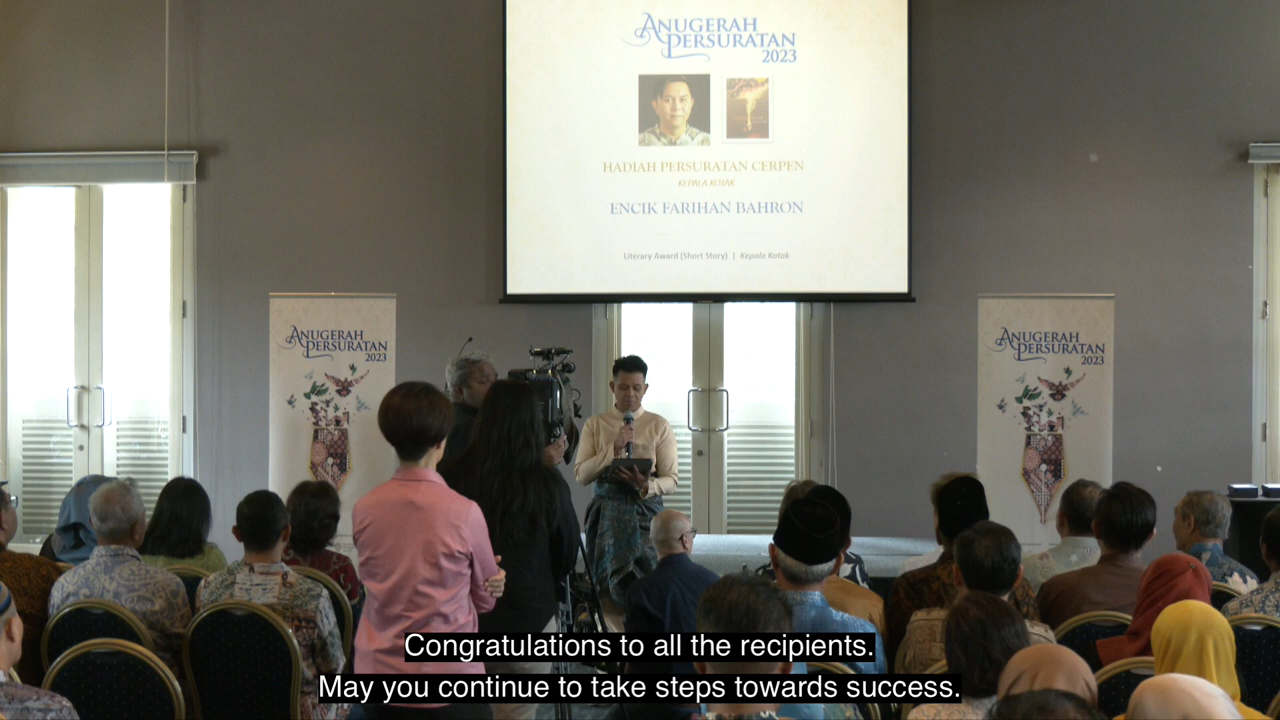 ANUGERAH
PERSURATAN
2023
HADIAH PERSURATAN CERPEN
KEPALA KOTAK
ENCIK FARIHAN BAHRON
Literary Award (Short Story) | Kepala Kotak
ANUGERAH
PERSURATAN
2023
ANUGERAH
PERSURATAN
2023
Congratulations to all the recipients.
May you continue to take steps towards success.